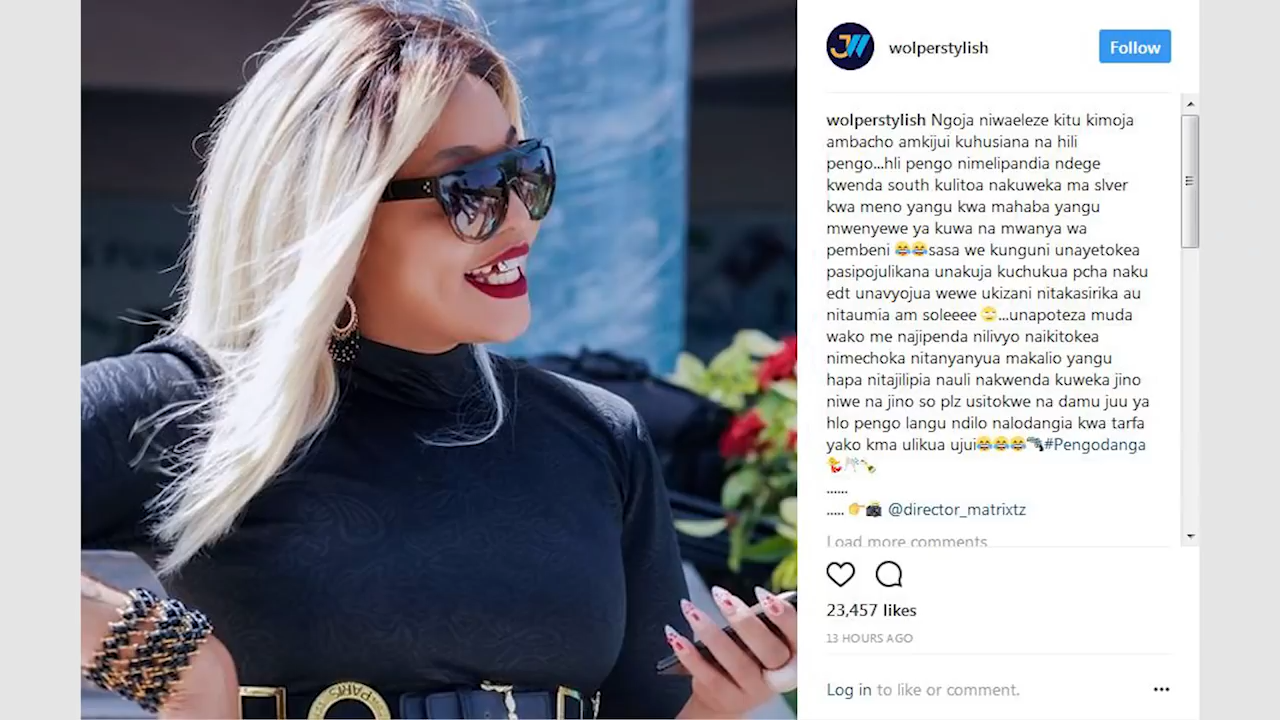 wolperstylish
Follow
wolperstylish Ngoja niwaeleze kitu kimoja
ambacho amkijui kuhusiana na hili
pengo...hli pengo nimelipandia ndege
kwenda south kulitoa nakuweka ma slver
kwa meno yangu kwa mahaba yangu
mwenyewe ya kuwa na mwanya wa
pembeni 😂😂sasa we kunguni unayetokea
pasipojulikana unakuja kuchukua pcha naku
edt unavyojua wewe ukizani nitakasirika au
nitaumia am soleeee 🙄...unapoteza muda
wako me najipenda nilivyo naikitokea
nimechoka nitanyanyua makalio yangu
hapa nitajilipia nauli nakwenda kuweka jino
niwe na jino so plz usitokwe na damu juu ya
hlo pengo langu ndilo nalodangia kwa tarfa
yako kma ulikua ujui😂😂😂🔫#Pengodanga
......
..... 👉📷 @director_matrixtz
Load more comments
23,457 likes
13 HOURS AGO
Log in to like or comment.
PARIS